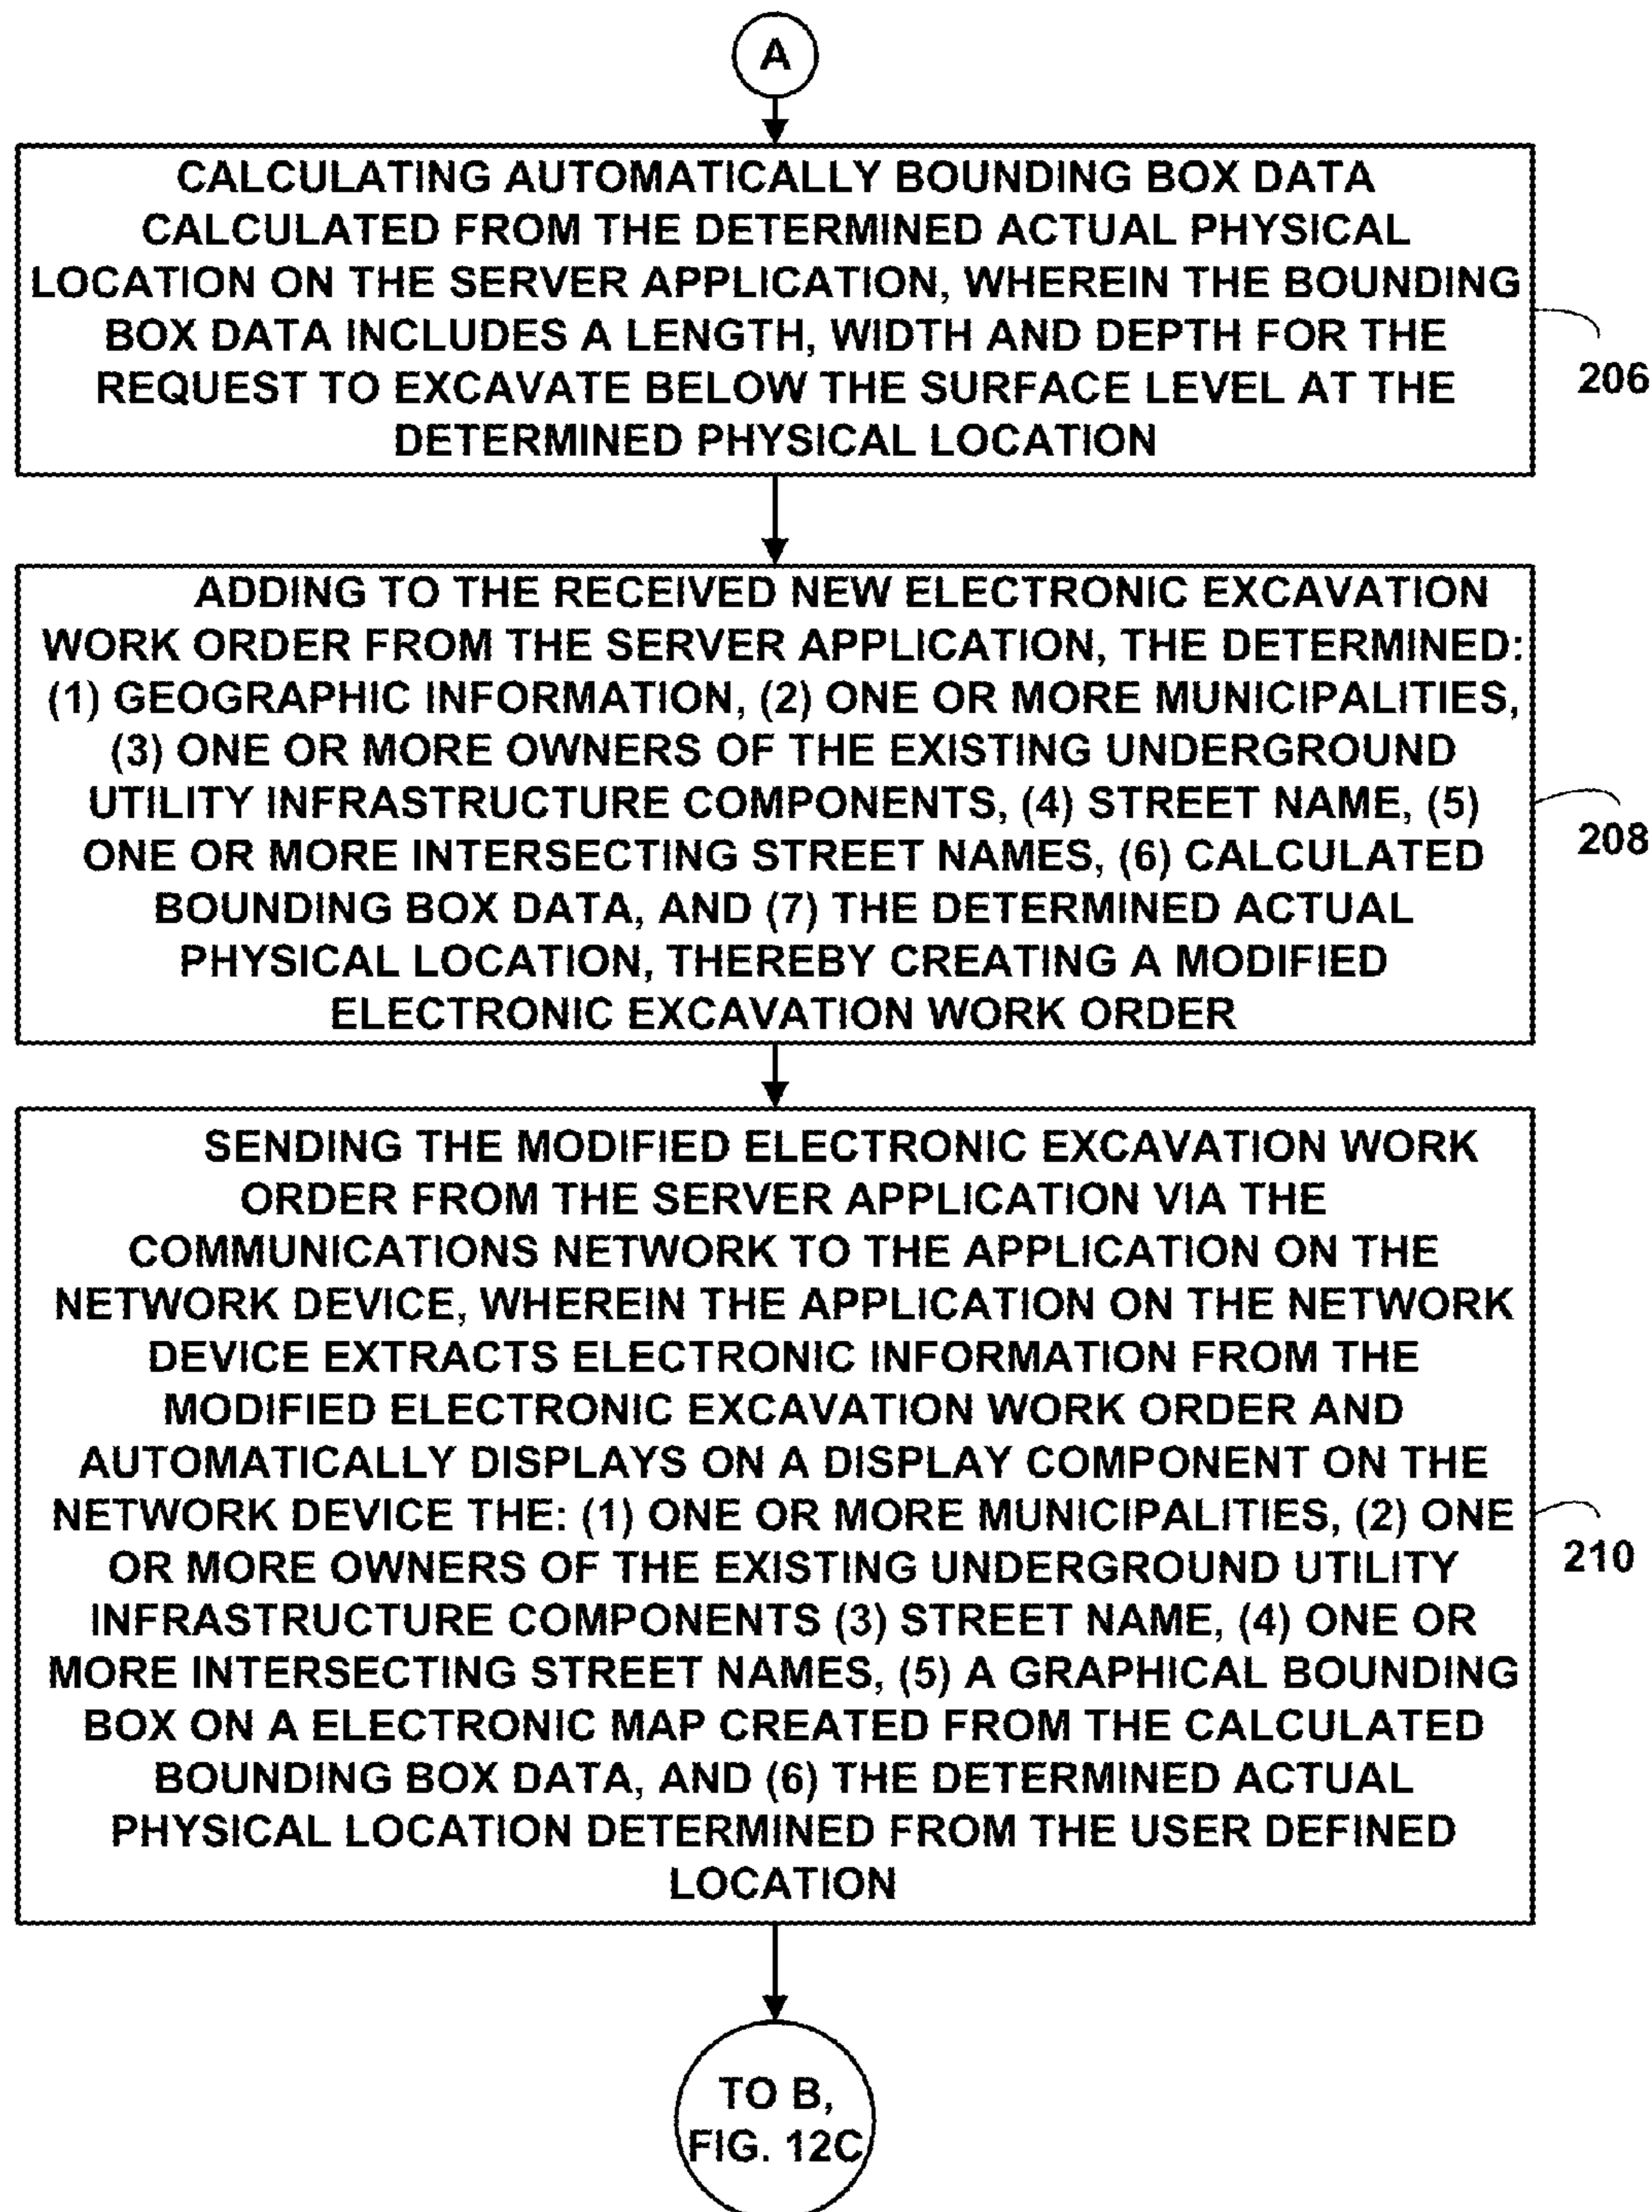 A
CALCULATING AUTOMATICALLY BOUNDING BOX DATA
CALCULATED FROM THE DETERMINED ACTUAL PHYSICAL
LOCATION ON THE SERVER APPLICATION, WHEREIN THE BOUNDING
BOX DATA INCLUDES A LENGTH, WIDTH AND DEPTH FOR THE
REQUEST TO EXCAVATE BELOW THE SURFACE LEVEL AT THE
DETERMINED PHYSICAL LOCATION
206
ADDING TO THE RECEIVED NEW ELECTRONIC EXCAVATION
WORK ORDER FROM THE SERVER APPLICATION, THE DETERMINED:
(1) GEOGRAPHIC INFORMATION, (2) ONE OR MORE MUNICIPALITIES,
(3) ONE OR MORE OWNERS OF THE EXISTING UNDERGROUND
UTILITY INFRASTRUCTURE COMPONENTS, (4) STREET NAME, (5)
ONE OR MORE INTERSECTING STREET NAMES, (6) CALCULATED
BOUNDING BOX DATA, AND (7) THE DETERMINED ACTUAL
PHYSICAL LOCATION, THEREBY CREATING A MODIFIED
ELECTRONIC EXCAVATION WORK ORDER
208
SENDING THE MODIFIED ELECTRONIC EXCAVATION WORK
ORDER FROM THE SERVER APPLICATION VIA THE
COMMUNICATIONS NETWORK TO THE APPLICATION ON THE
NETWORK DEVICE, WHEREIN THE APPLICATION ON THE NETWORK
DEVICE EXTRACTS ELECTRONIC INFORMATION FROM THE
MODIFIED ELECTRONIC EXCAVATION WORK ORDER AND
AUTOMATICALLY DISPLAYS ON A DISPLAY COMPONENT ON THE
NETWORK DEVICE THE: (1) ONE OR MORE MUNICIPALITIES, (2) ONE
OR MORE OWNERS OF THE EXISTING UNDERGROUND UTILITY
INFRASTRUCTURE COMPONENTS (3) STREET NAME, (4) ONE OR
MORE INTERSECTING STREET NAMES, (5) A GRAPHICAL BOUNDING
BOX ON A ELECTRONIC MAP CREATED FROM THE CALCULATED
BOUNDING BOX DATA, AND (6) THE DETERMINED ACTUAL
PHYSICAL LOCATION DETERMINED FROM THE USER DEFINED
LOCATION
210
TO B,
FIG. 12C